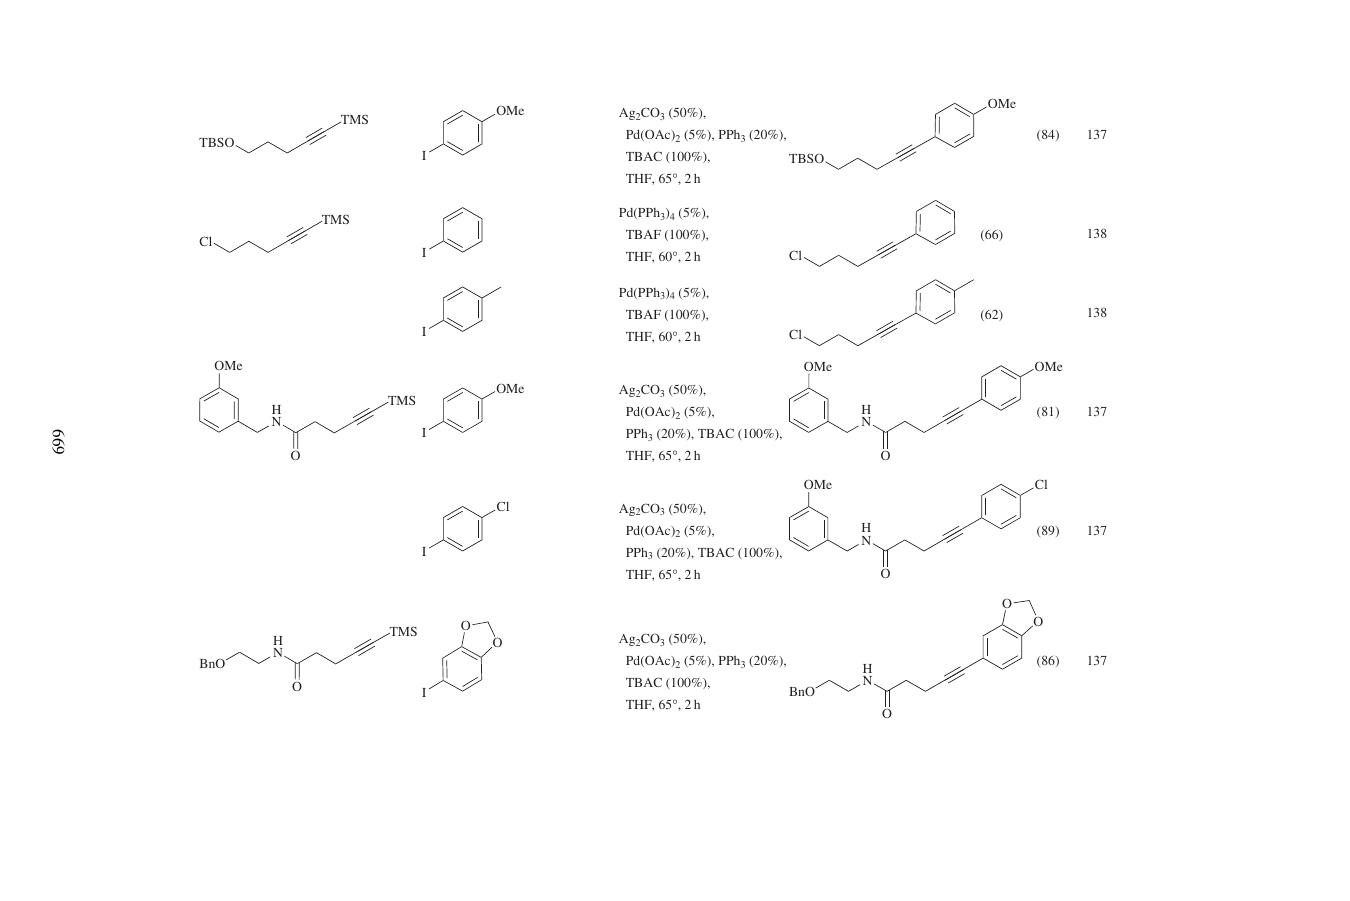 TBSO
TMS
I
OMe
Ag₂CO₃ (50%),
Pd(OAc)₂ (5%), PPh₃ (20%),
TBAC (100%),
THF, 65°, 2 h
TBSO
OMe
(84)
137
Cl
TMS
I
Pd(PPh₃)₄ (5%),
TBAF (100%),
THF, 60°, 2 h
Cl
(66)
138
I
Pd(PPh₃)₄ (5%),
TBAF (100%),
THF, 60°, 2 h
Cl
(62)
138
OMe
H
N
O
TMS
I
OMe
Ag₂CO₃ (50%),
Pd(OAc)₂ (5%),
PPh₃ (20%), TBAC (100%),
THF, 65°, 2 h
OMe
H
N
O
OMe
(81)
137
I
Cl
Ag₂CO₃ (50%),
Pd(OAc)₂ (5%),
PPh₃ (20%), TBAC (100%),
THF, 65°, 2 h
OMe
H
N
O
Cl
(89)
137
BnO
H
N
O
TMS
I
O
O
Ag₂CO₃ (50%),
Pd(OAc)₂ (5%), PPh₃ (20%),
TBAC (100%),
THF, 65°, 2 h
BnO
H
N
O
O
O
(86)
137
699